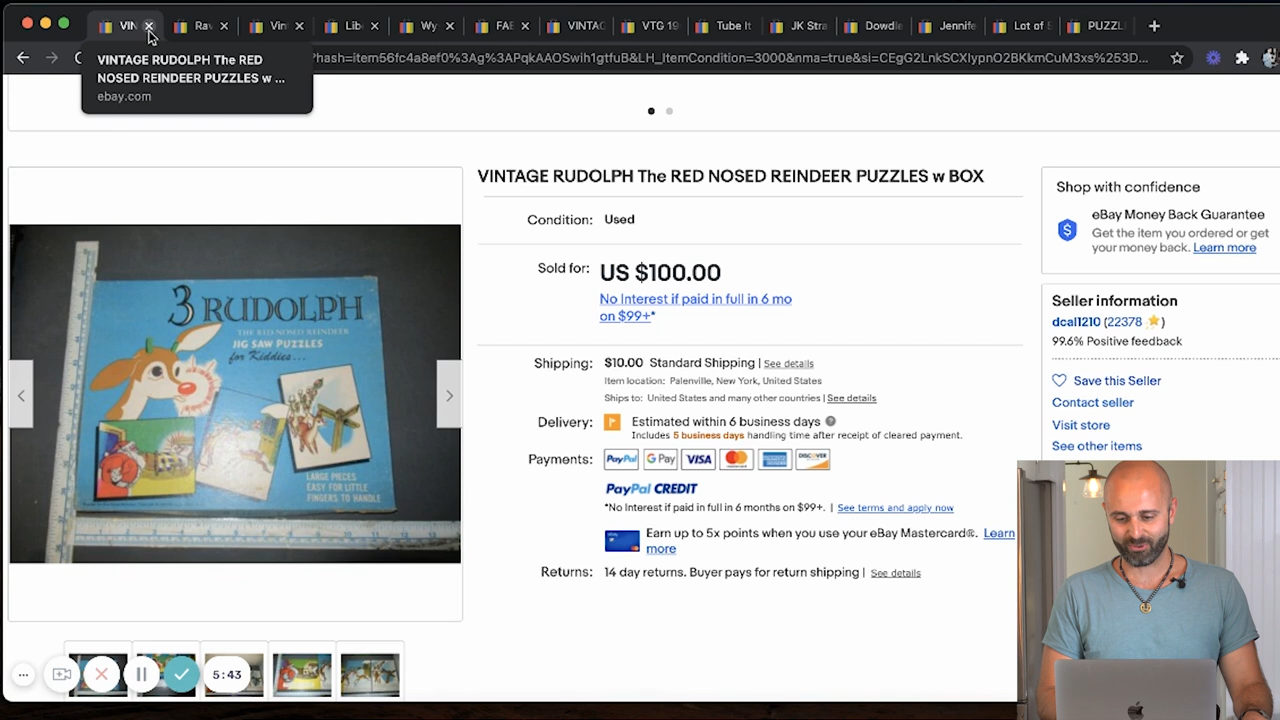 VIN
Rav
Vin
Lib
Wy
FAB
VINTAG
VTG 19
Tube I
JK Stra
Dowdle
Jennife
Lot of
PUZZL
VINTAGE RUDOLPH The RED
NOSED REINDEER PUZZLES w ...
ebay.com
?hash=item56fc4a8ef0%3Ag%3APqkAAOSwih1gtfuB&LH_ItemCondition=3000&nma=true&si=CEgG2LnkSCXIypnO2BKkmCuM3xs%253D...
VINTAGE RUDOLPH The RED NOSED REINDEER PUZZLES w BOX
Condition: Used
Sold for: US $100.00
No Interest if paid in full in 6 mo
on $99+*
Shipping: $10.00 Standard Shipping | See details
Item location: Palenville, New York, United States
Ships to: United States and many other countries | See details
Delivery: Estimated within 6 business days
Includes 5 business days handling time after receipt of cleared payment.
Payments: PayPal G Pay VISA
DISCOVER
PayPal CREDIT
*No Interest if paid in full in 6 months on $99+. | See terms and apply now
Earn up to 5x points when you use your eBay Mastercard®. Learn
more
Returns: 14 day returns. Buyer pays for return shipping | See details
Shop with confidence
eBay Money Back Guarantee
Get the item you ordered or get
your money back. Learn more
Seller information
dcal1210 (22378 )
99.6% Positive feedback
Save this Seller
Contact seller
Visit store
See other items
3 RUDOLPH
THE RED-NOSED REINDEER
JIG SAW PUZZLES
for Kiddies...
LARGE PIECES
EASY FOR LITTLE
FINGERS TO HANDLE
5:43